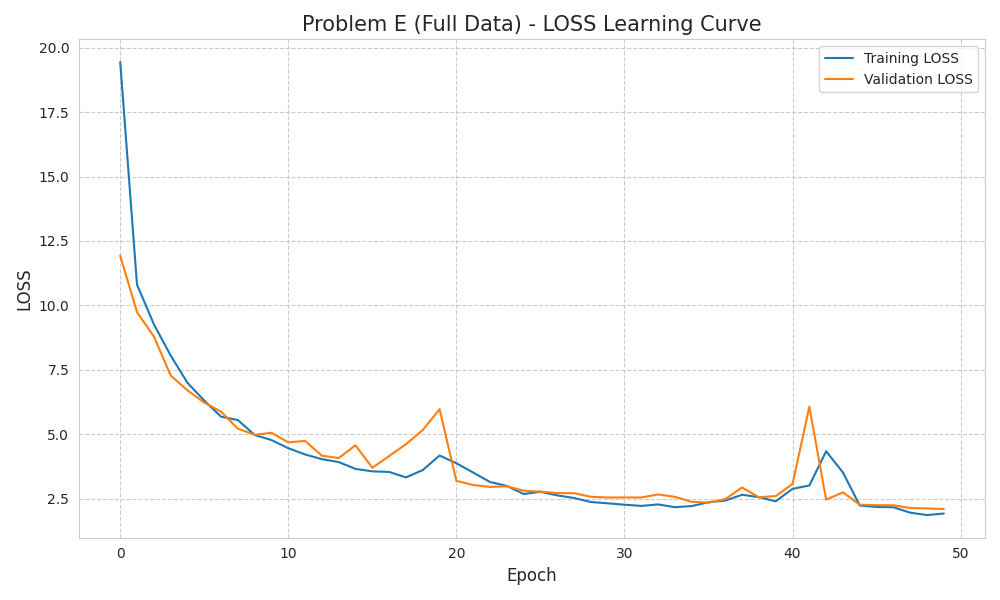 Problem E (Full Data) - LOSS Learning Curve
Training LOSS
Validation LOSS
LOSS
20.0
17.5
15.0
12.5
10.0
7.5
5.0
2.5
0
10
20
30
40
50
Epoch